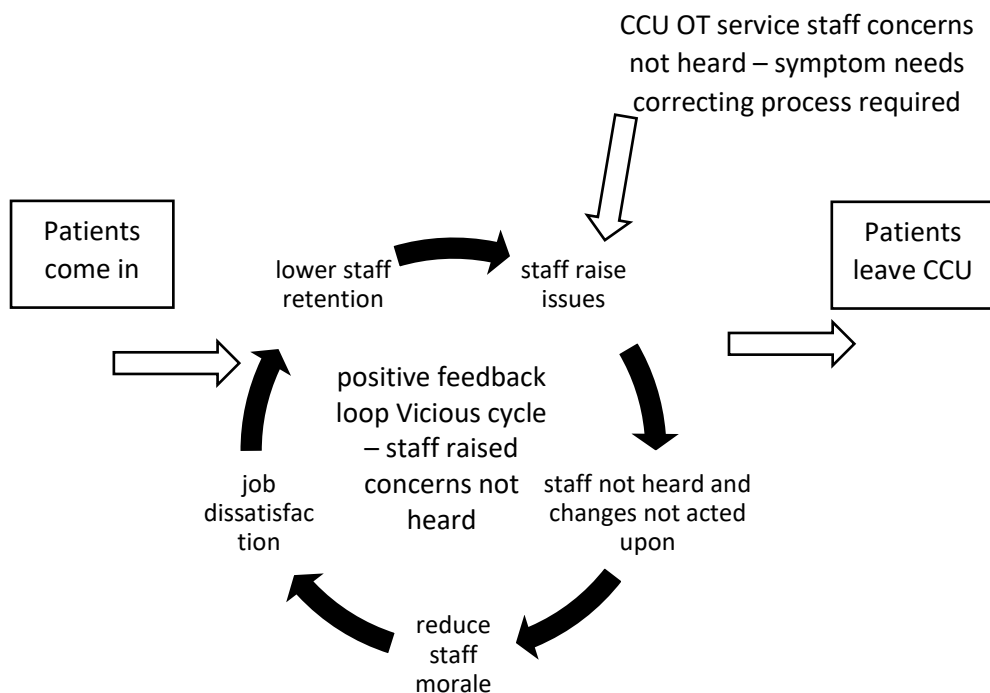 CCU OT service staff concerns
not heard – symptom needs
correcting process required
Patients
come in
Patients
leave CCU
lower staff
retention
staff raise
issues
positive feedback
loop Vicious cycle
– staff raised
concerns not
heard
job
dissatisfac
tion
staff not heard and
changes not acted
upon
reduce
staff
morale